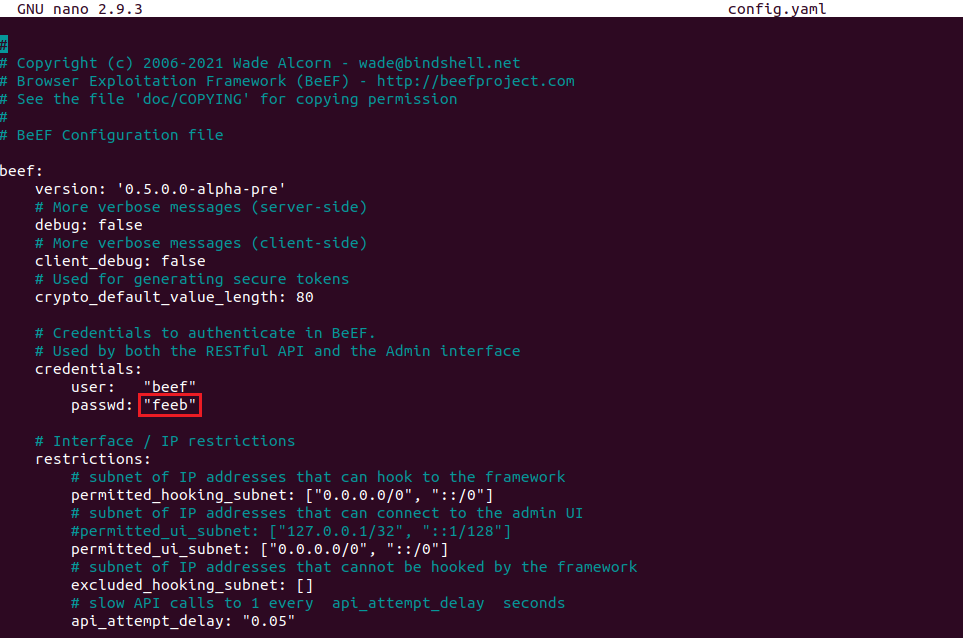 GNU nano 2.9.3 config.yaml
#
# Copyright (c) 2006-2021 Wade Alcorn - wade@bindshell.net
# Browser Exploitation Framework (BeEF) - http://beefproject.com
# See the file 'doc/COPYING' for copying permission
#
# BeEF Configuration file
beef:
    version: '0.5.0.0-alpha-pre'
    # More verbose messages (server-side)
    debug: false
    # More verbose messages (client-side)
    client_debug: false
    # Used for generating secure tokens
    crypto_default_value_length: 80
    # Credentials to authenticate in BeEF.
    # Used by both the RESTful API and the Admin interface
    credentials:
        user:   "beef"
        passwd: "feeb"
    # Interface / IP restrictions
    restrictions:
        # subnet of IP addresses that can hook to the framework
        permitted_hooking_subnet: ["0.0.0.0/0", "::/0"]
        # subnet of IP addresses that can connect to the admin UI
        #permitted_ui_subnet: ["127.0.0.1/32", "::1/128"]
        permitted_ui_subnet: ["0.0.0.0/0", "::/0"]
        # subnet of IP addresses that cannot be hooked by the framework
        excluded_hooking_subnet: []
        # slow API calls to 1 every  api_attempt_delay  seconds
        api_attempt_delay: "0.05"